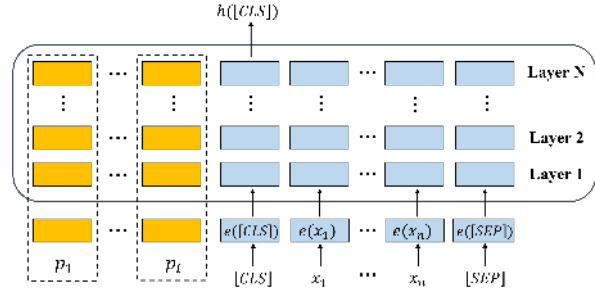 h([CLS])
... ... Layer N
⋮ ⋮ ⋮ ⋮ ⋮ ⋮
... ... Layer 2
... ... Layer 1
... e([CLS]) e(x₁) ... e(xₙ) e([SEP])
p₁ pₗ [CLS] x₁ ... xₙ [SEP]